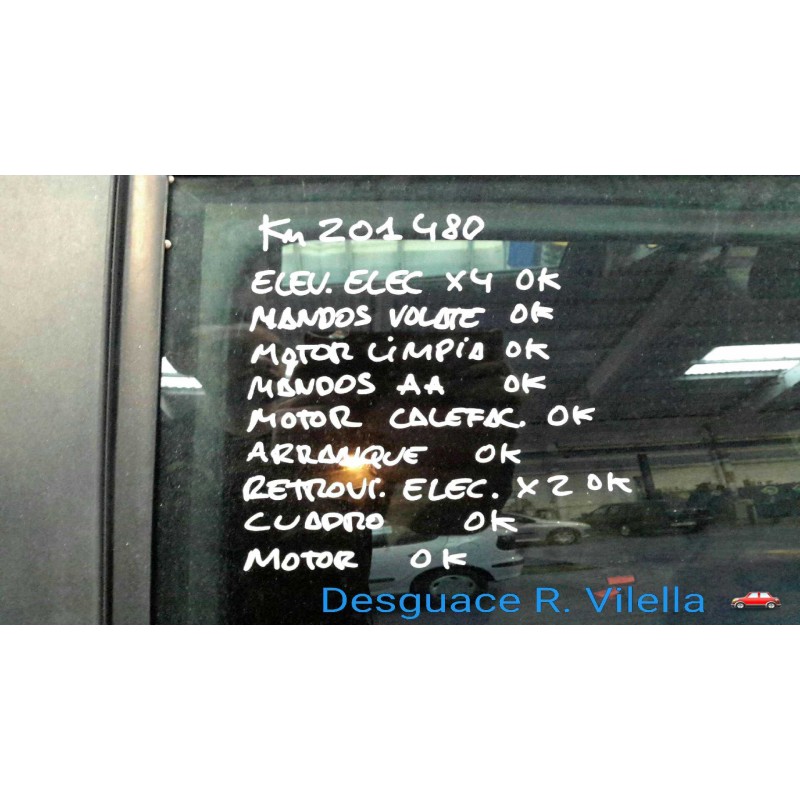 Km 201480
ELEV. ELEC X4 OK
MANDOS VOLATE OK
MOTOR LIMPIA OK
MANDOS AA OK
MOTOR CALEFAC. OK
ARRANQUE OK
RETROVI. ELEC. X2 OK
CUADRO OK
MOTOR OK
Desguace R. Vilella